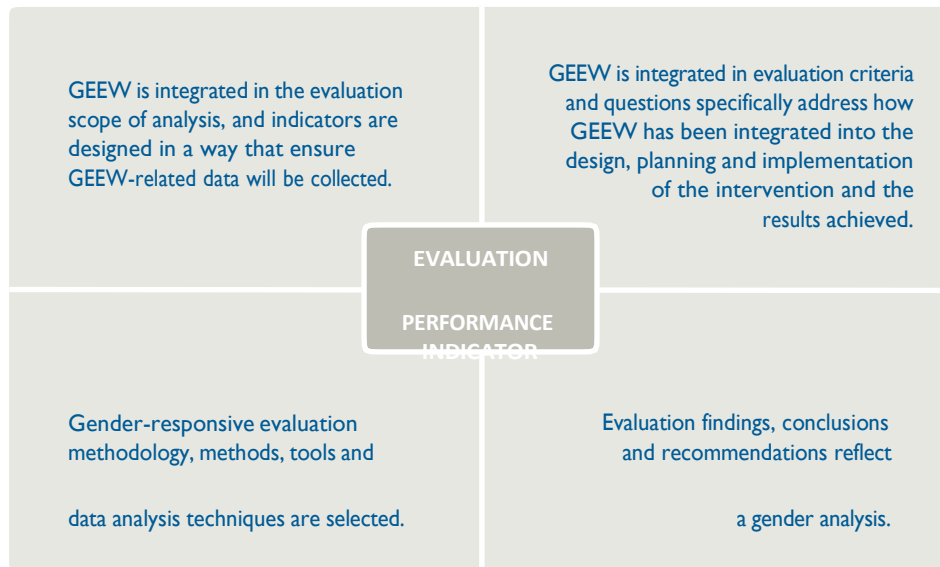 GEEW is integrated in the evaluation
scope of analysis, and indicators are
designed in a way that ensure
GEEW-related data will be collected.
GEEW is integrated in evaluation criteria
and questions specifically address how
GEEW has been integrated into the
design, planning and implementation
of the intervention and the
results achieved.
EVALUATION
PERFORMANCE
INDICATOR
Gender-responsive evaluation
methodology, methods, tools and
data analysis techniques are selected.
Evaluation findings, conclusions
and recommendations reflect
a gender analysis.